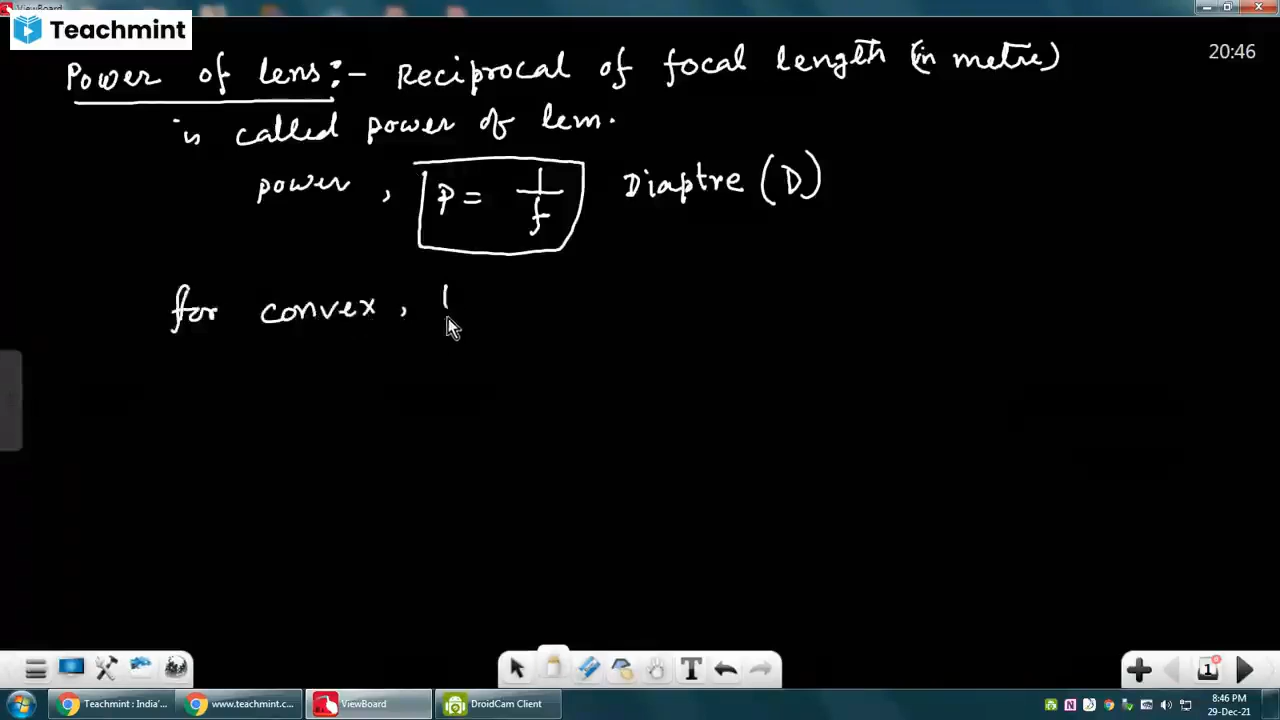 ViewBoard
Teachmint
20:46
Power of lens :- Reciprocal of focal length (in metre)
is called power of lens.
power, P = 1/f Diaptre (D)
for convex,
T
1
Teachmint : India'...
www.teachmint.c...
ViewBoard
DroidCam Client
8:46 PM
29-Dec-21